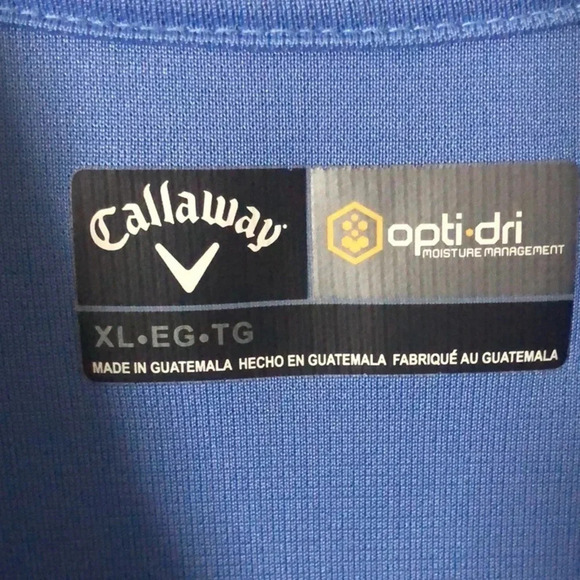 Callaway
opti·dri
MOISTURE MANAGEMENT
XL·EG·TG
MADE IN GUATEMALA HECHO EN GUATEMALA FABRIQUÉ AU GUATEMALA